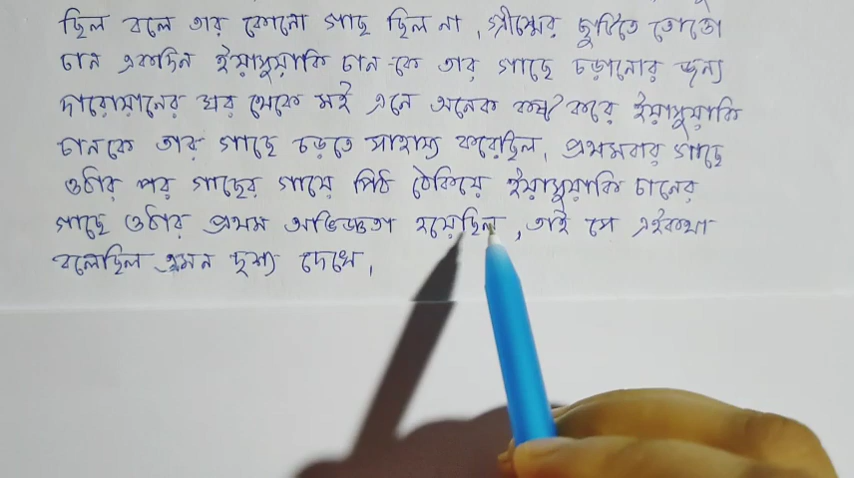 ছিল বলে তার কোনো গাছ ছিল না, গ্রীষ্মের ছুটিতে তোত্তো
চান একদিন ইয়াসুয়াকি চান-কে তার গাছে চড়ানোর জন্য
দারোয়ানের ঘর থেকে মই এনে অনেক কষ্ট করে ইয়াসুয়াকি
চানকে তার গাছে চড়তে সাহায্য করেছিল, প্রথমবার গাছে
ওঠার পর গাছের গায়ে পিঠ ঠেকিয়ে ইয়াসুয়াকি চানের
গাছে ওঠার প্রথম অভিজ্ঞতা হয়েছিল, তাই সে এইকথা
বলেছিল এমন দৃশ্য দেখে,